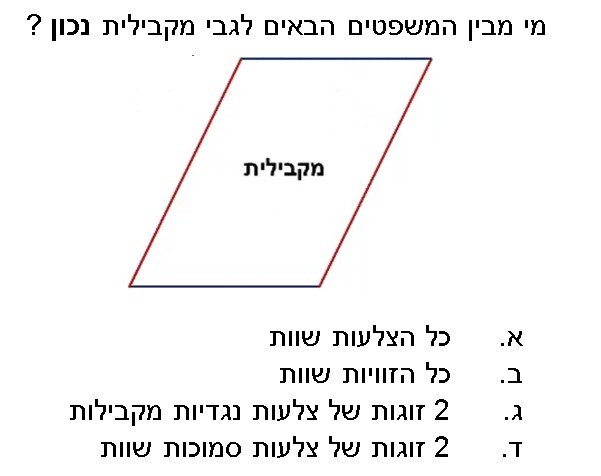 מי מבין המשפטים הבאים לגבי מקבילית נכון ?
מקבילית
א. כל הצלעות שוות
ב. כל הזוויות שוות
ג. 2 זוגות של צלעות נגדיות מקבילות
ד. 2 זוגות של צלעות סמוכות שוות